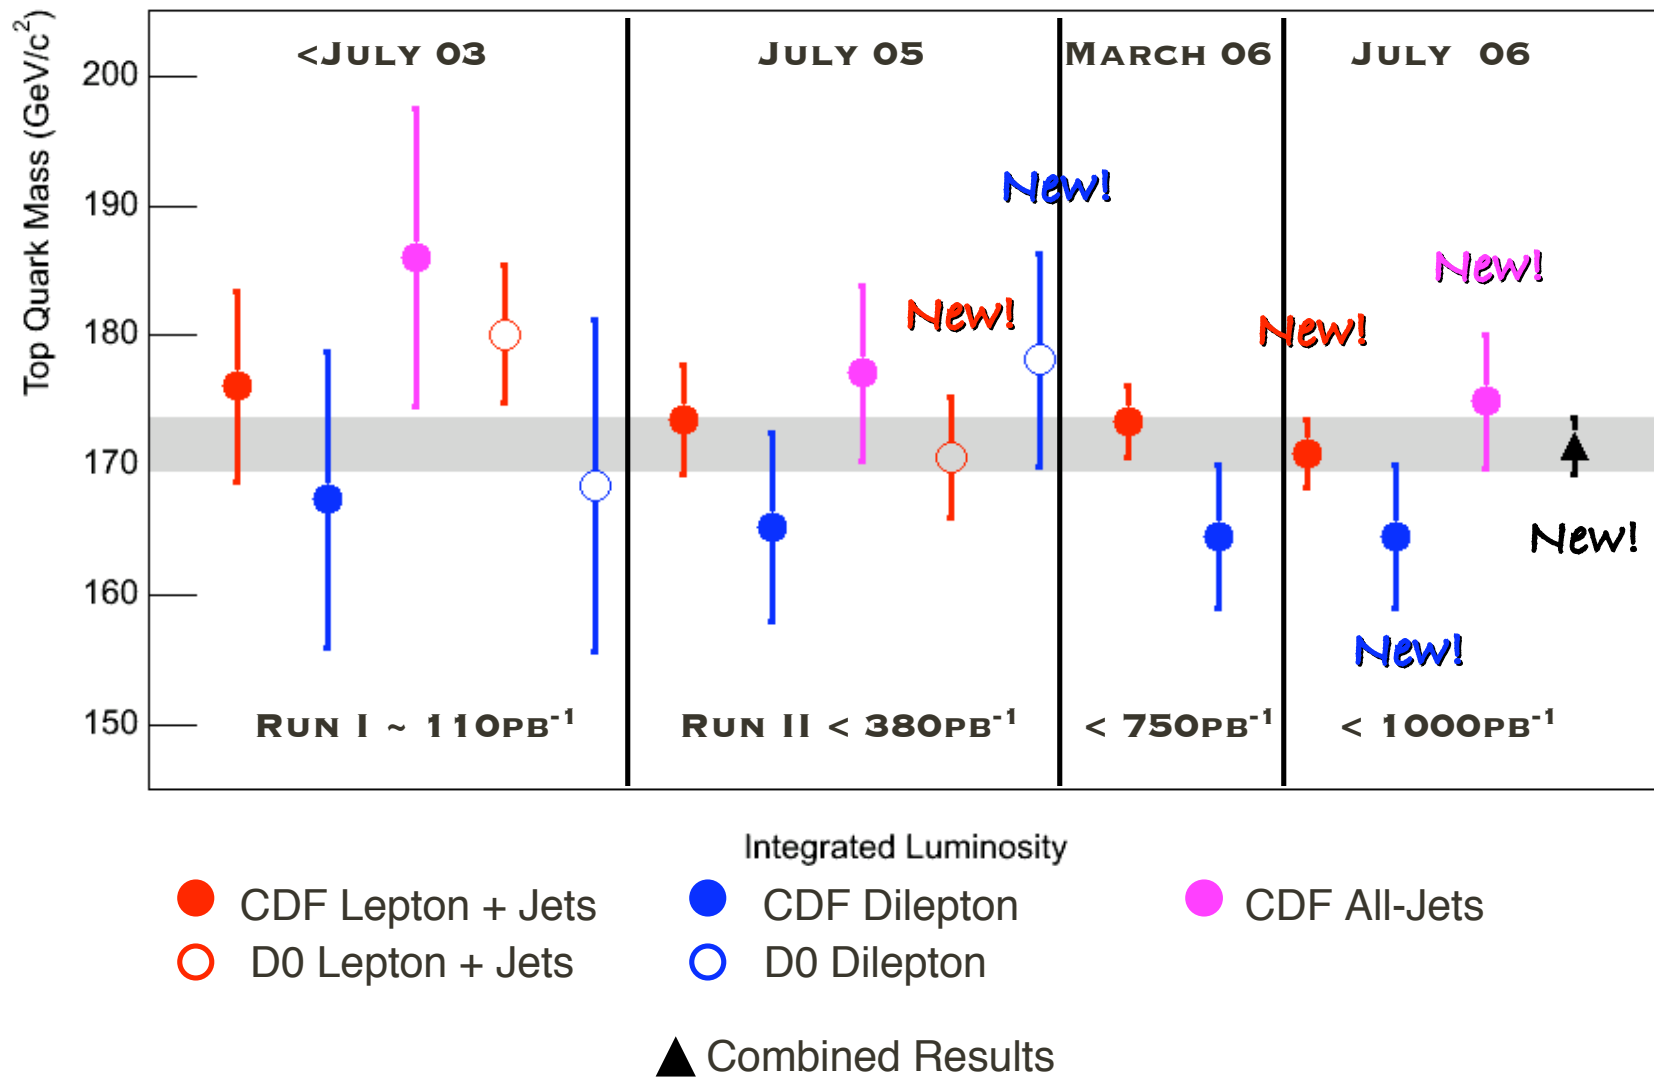 Top Quark Mass (GeV/c²)
<July 03 July 05 March 06 July 06
200
190
180
170
160
150
New!
New!
New!
New!
New!
New!
Run I ~ 110pb⁻¹ Run II < 380pb⁻¹ < 750pb⁻¹ < 1000pb⁻¹
Integrated Luminosity
CDF Lepton + Jets CDF Dilepton CDF All-Jets
D0 Lepton + Jets D0 Dilepton
Combined Results